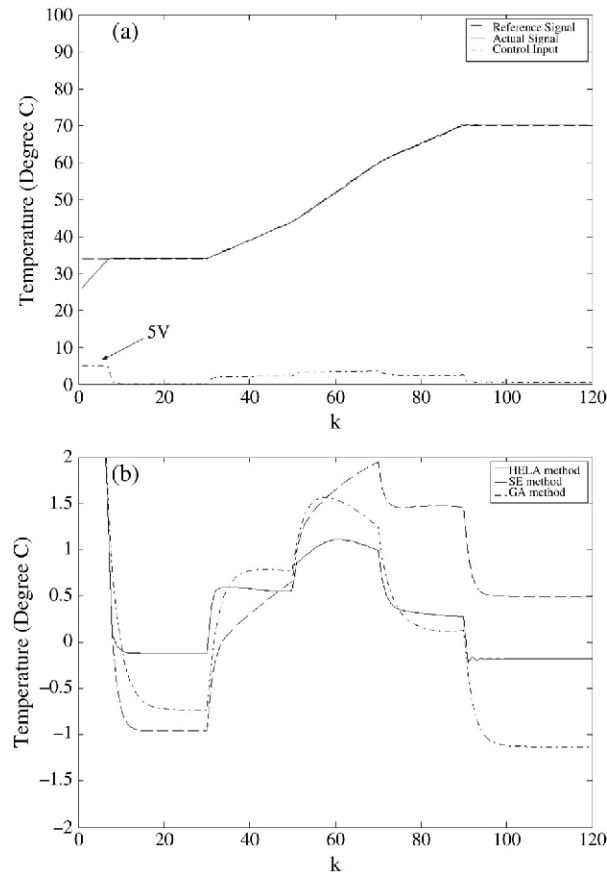 100
(a)
Reference Signal
Actual Signal
Control Input
90
80
70
60
50
40
30
20
10
0
Temperature (Degree C)
5V
0
20
40
60
80
100
120
k
2
(b)
HELA method
SE method
GA method
1.5
1
0.5
0
−0.5
−1
−1.5
−2
Temperature (Degree C)
0
20
40
60
80
100
120
k